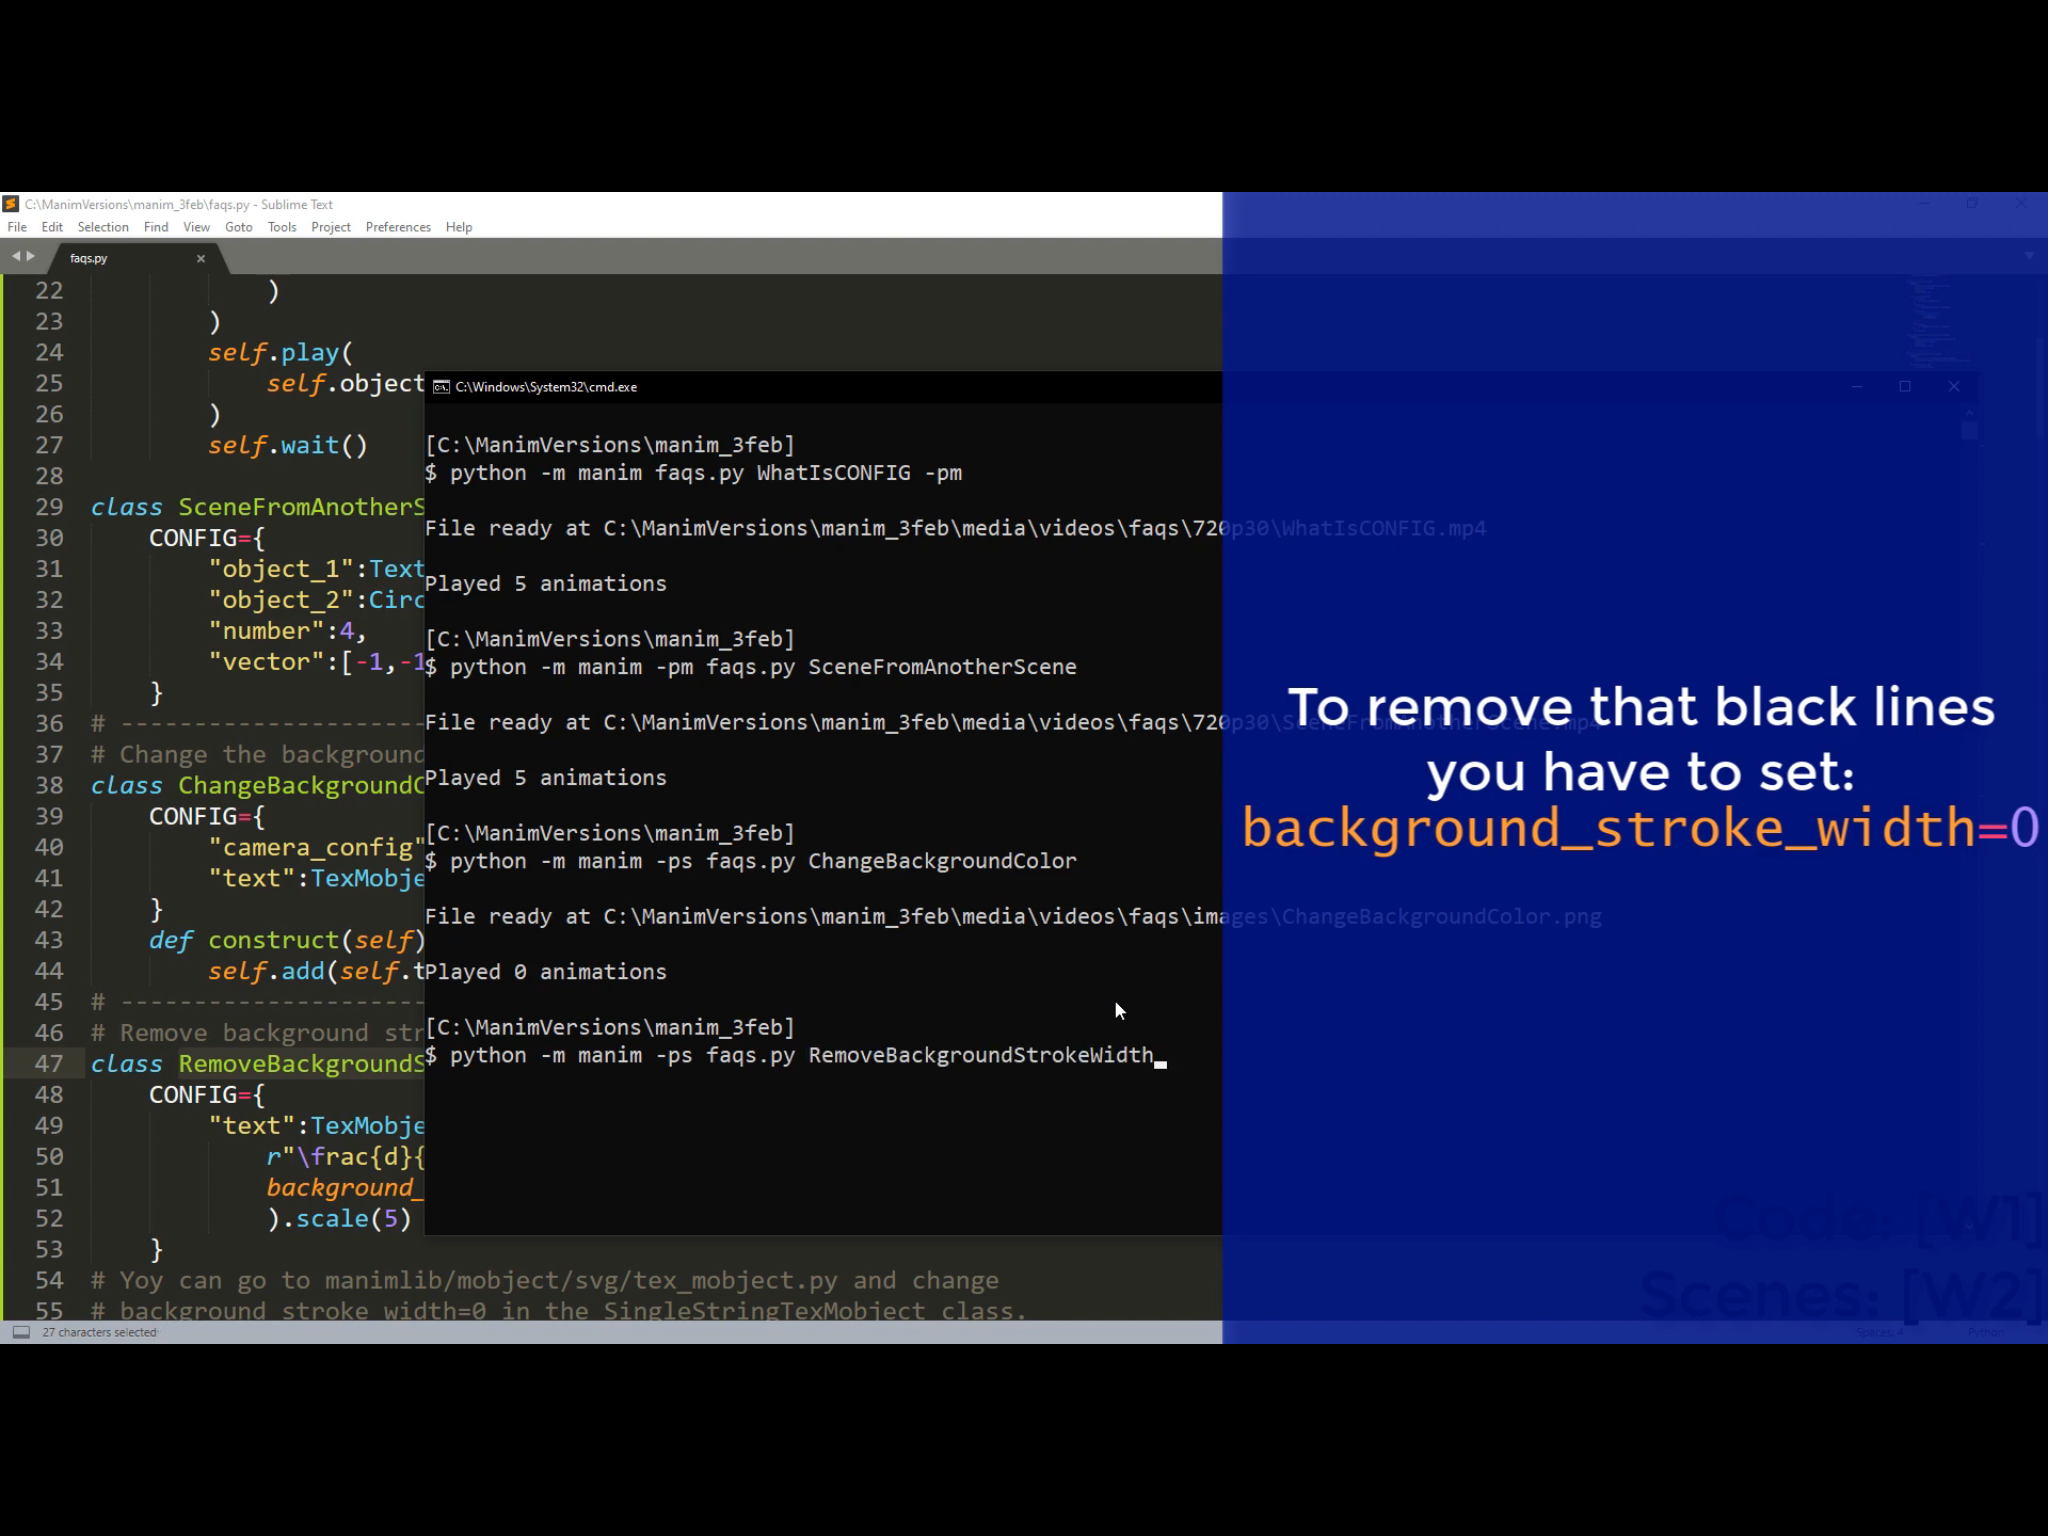 C:\ManimVersions\manim_3feb\faqs.py - Sublime Text
File Edit Selection Find View Goto Tools Project Preferences Help
faqs.py
22 )
23 )
24 self.play(
25 self.object
26 )
27 self.wait()
28
29 class SceneFromAnotherS
30 CONFIG={
31 "object_1":Text
32 "object_2":Circ
33 "number":4,
34 "vector":[-1,-1
35 }
36 # -----------------------
37 # Change the background
38 class ChangeBackgroundC
39 CONFIG={
40 "camera_config"
41 "text":TexMobje
42 }
43 def construct(self)
44 self.add(self.t
45 # -----------------------
46 # Remove background str
47 class RemoveBackgroundS
48 CONFIG={
49 "text":TexMobje
50 r"\frac{d}{
51 background_
52 ).scale(5)
53 }
54 # Yoy can go to manimlib/mobject/svg/tex_mobject.py and change
55 # background stroke width=0 in the SingleStringTexMobject class.
27 characters selected
Spaces: 4 Python
C:\Windows\System32\cmd.exe
[C:\ManimVersions\manim_3feb]
$ python -m manim faqs.py WhatIsCONFIG -pm
File ready at C:\ManimVersions\manim_3feb\media\videos\faqs\720p30\WhatIsCONFIG.mp4
Played 5 animations
[C:\ManimVersions\manim_3feb]
$ python -m manim -pm faqs.py SceneFromAnotherScene
File ready at C:\ManimVersions\manim_3feb\media\videos\faqs\720p30\SceneFromAnotherScene.mp4
Played 5 animations
[C:\ManimVersions\manim_3feb]
$ python -m manim -ps faqs.py ChangeBackgroundColor
File ready at C:\ManimVersions\manim_3feb\media\videos\faqs\images\ChangeBackgroundColor.png
Played 0 animations
[C:\ManimVersions\manim_3feb]
$ python -m manim -ps faqs.py RemoveBackgroundStrokeWidth
To remove that black lines
you have to set:
background_stroke_width=0
Code: [W1]
Scenes: [W2]